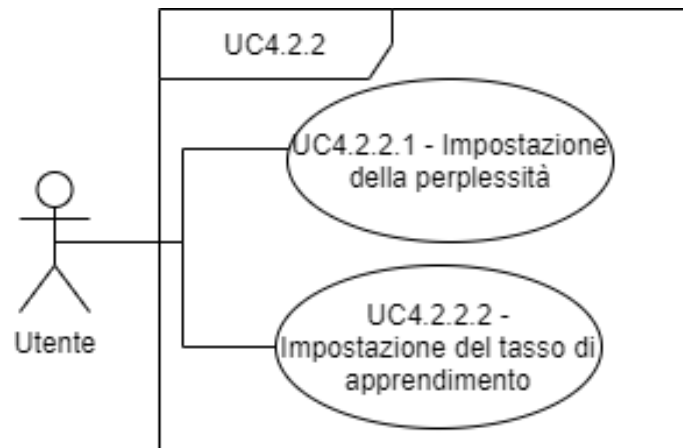 UC4.2.2
UC4.2.2.1 - Impostazione
della perplessità
Utente
UC4.2.2.2 -
Impostazione del tasso di
apprendimento